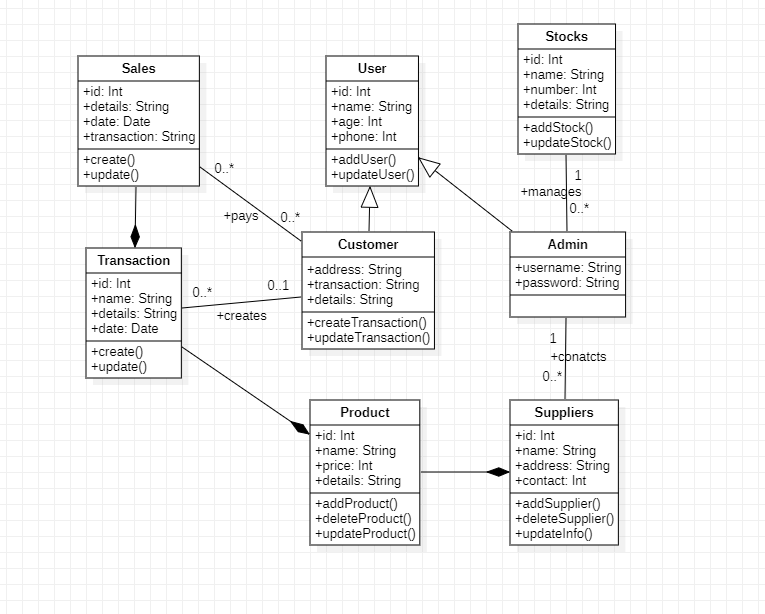 Sales
+id: Int
+details: String
+date: Date
+transaction: String
+create()
+update()
User
+id: Int
+name: String
+age: Int
+phone: Int
+addUser()
+updateUser()
Stocks
+id: Int
+name: String
+number: Int
+details: String
+addStock()
+updateStock()
0..*
+pays
0..*
1
+manages
0..*
Transaction
+id: Int
+name: String
+details: String
+date: Date
+create()
+update()
0..*
0..1
+creates
Customer
+address: String
+transaction: String
+details: String
+createTransaction()
+updateTransaction()
Admin
+username: String
+password: String
1
+conatcts
0..*
Product
+id: Int
+name: String
+price: Int
+details: String
+addProduct()
+deleteProduct()
+updateProduct()
Suppliers
+id: Int
+name: String
+address: String
+contact: Int
+addSupplier()
+deleteSupplier()
+updateInfo()